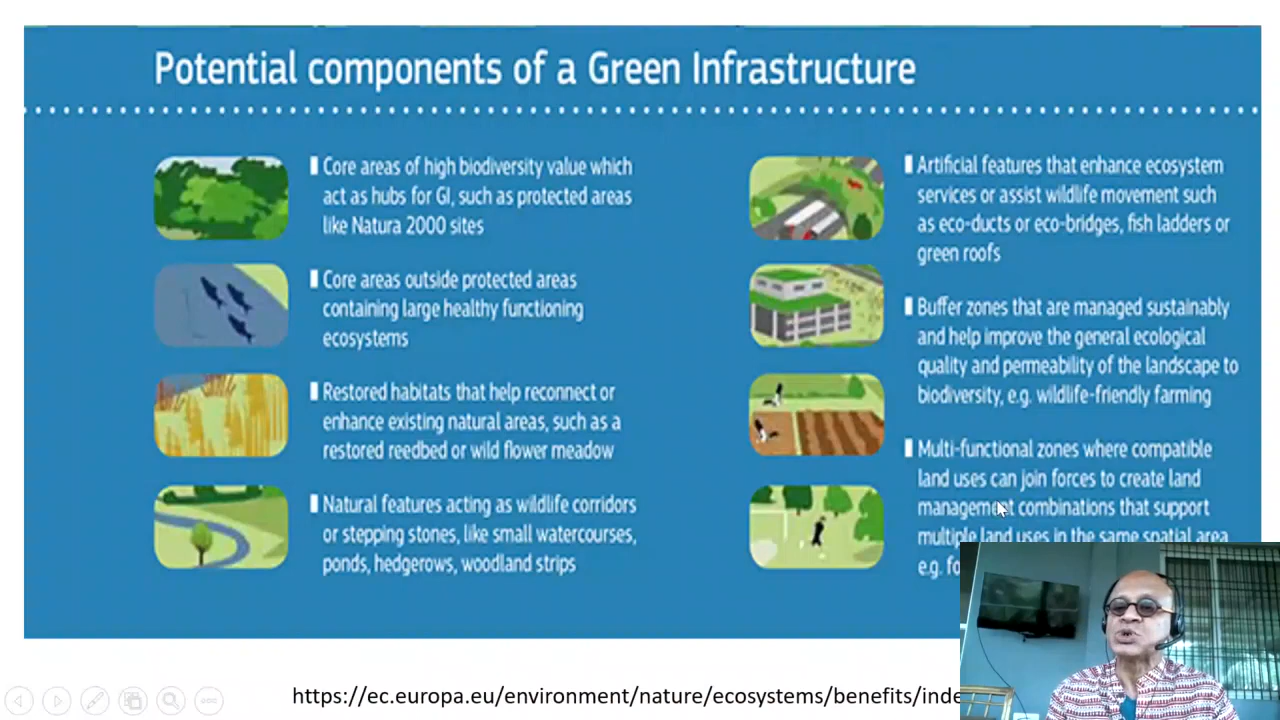 Potential components of a Green Infrastructure
Core areas of high biodiversity value which
act as hubs for GI, such as protected areas
like Natura 2000 sites
Core areas outside protected areas
containing large healthy functioning
ecosystems
Restored habitats that help reconnect or
enhance existing natural areas, such as a
restored reedbed or wild flower meadow
Natural features acting as wildlife corridors
or stepping stones, like small watercourses,
ponds, hedgerows, woodland strips
Artificial features that enhance ecosystem
services or assist wildlife movement such
as eco-ducts or eco-bridges, fish ladders or
green roofs
Buffer zones that are managed sustainably
and help improve the general ecological
quality and permeability of the landscape to
biodiversity, e.g. wildlife-friendly farming
Multi-functional zones where compatible
land uses can join forces to create land
management combinations that support
multiple land uses in the same spatial area
e.g.
https://ec.europa.eu/environment/nature/ecosystems/benefits/inde